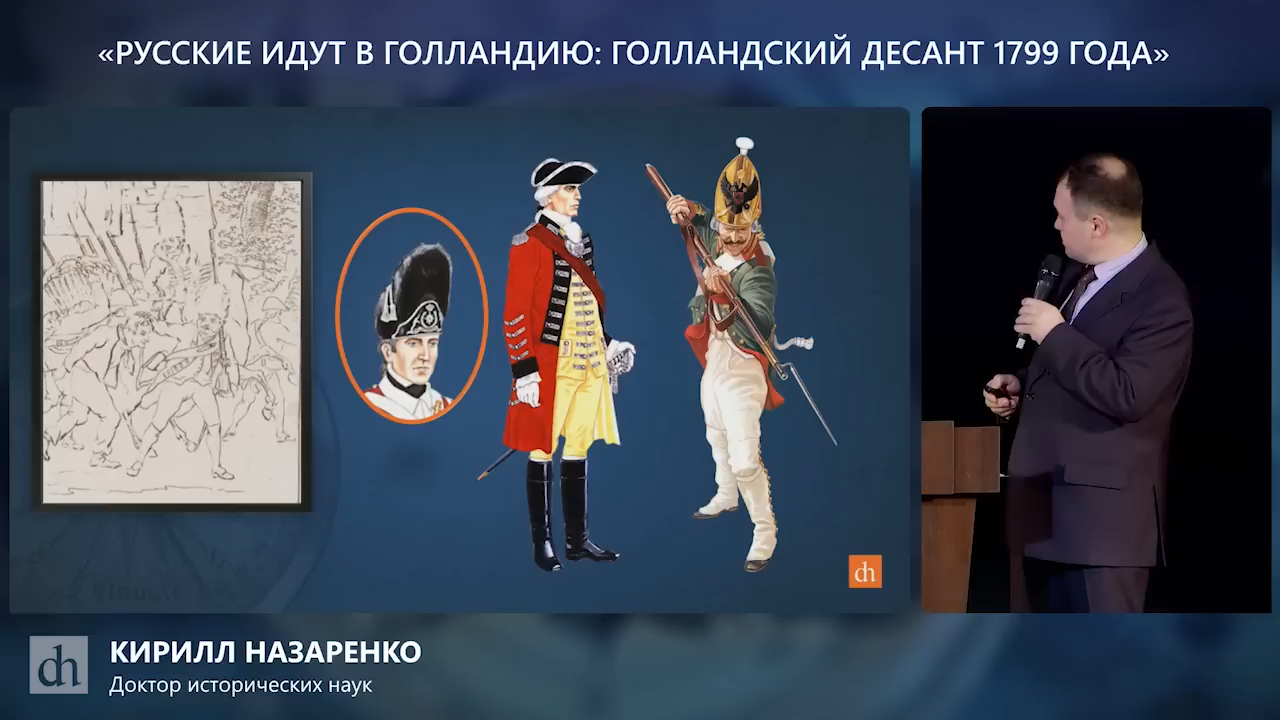 «РУССКИЕ ИДУТ В ГОЛЛАНДИЮ: ГОЛЛАНДСКИЙ ДЕСАНТ 1799 ГОДА»
dh
dh
КИРИЛЛ НАЗАРЕНКО
Доктор исторических наук